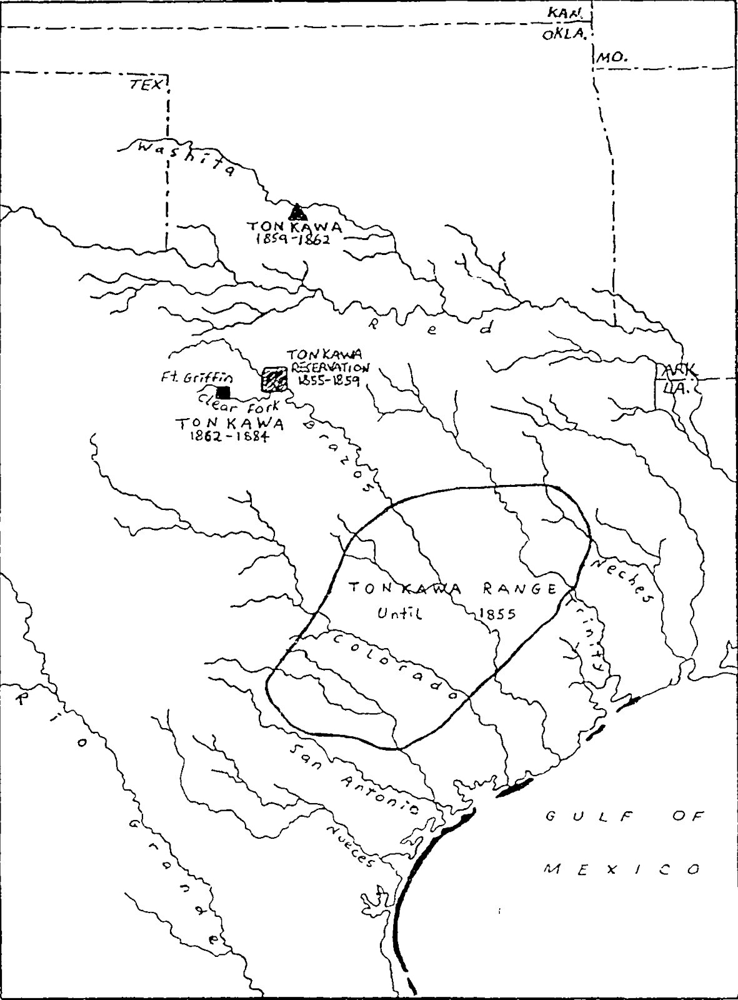 KAN.
OKLA.
MO.
TEX
Washita
TONKAWA
1859-1862
Red
TONKAWA
RESERVATION
1855-1859
Ft. Griffin
Clear Fork
TONKAWA
1862-1884
ARK
LA.
Brazos
TONKAWA RANGE
Until 1855
Neches
Trinity
Colorado
Rio Grande
San Antonio
Nueces
GULF OF
MEXICO